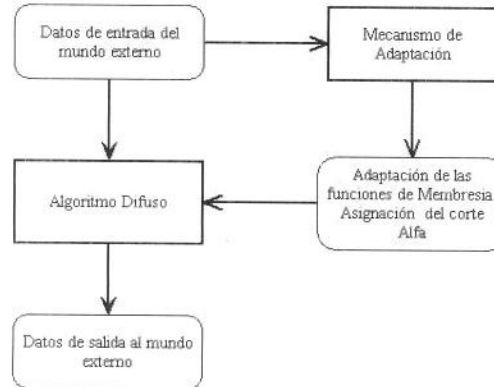 Datos de entrada del
mundo externo
Mecanismo de
Adaptación
Algoritmo Difuso
Adaptación de las
funciones de Membresia
Asignación del corte
Alfa
Datos de salida al mundo
externo